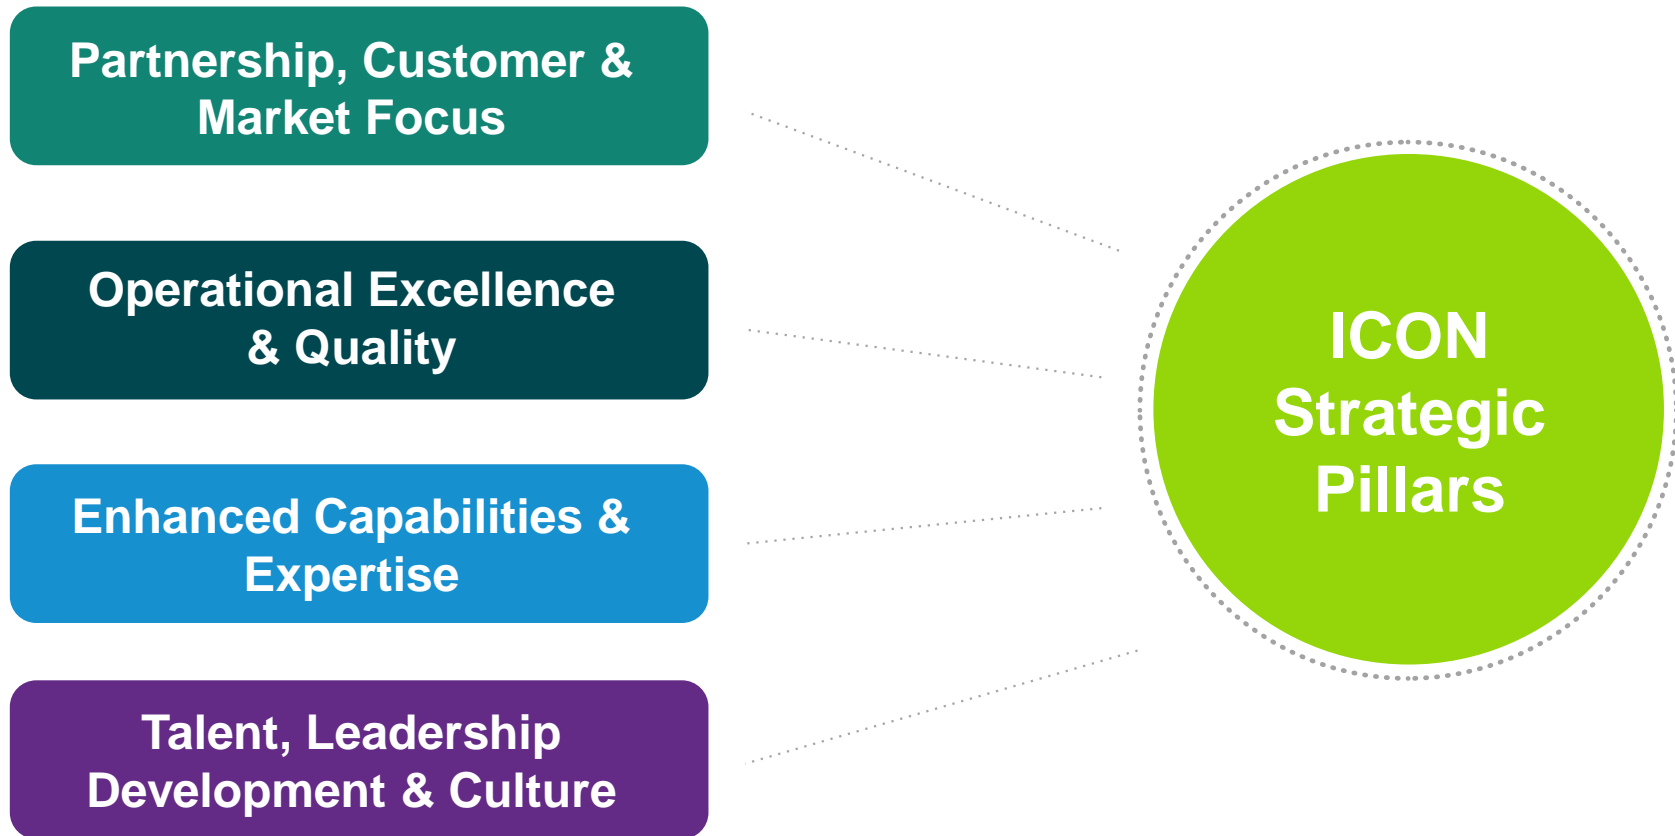 Partnership, Customer &
Market Focus
Operational Excellence
& Quality
Enhanced Capabilities &
Expertise
Talent, Leadership
Development & Culture
ICON
Strategic
Pillars